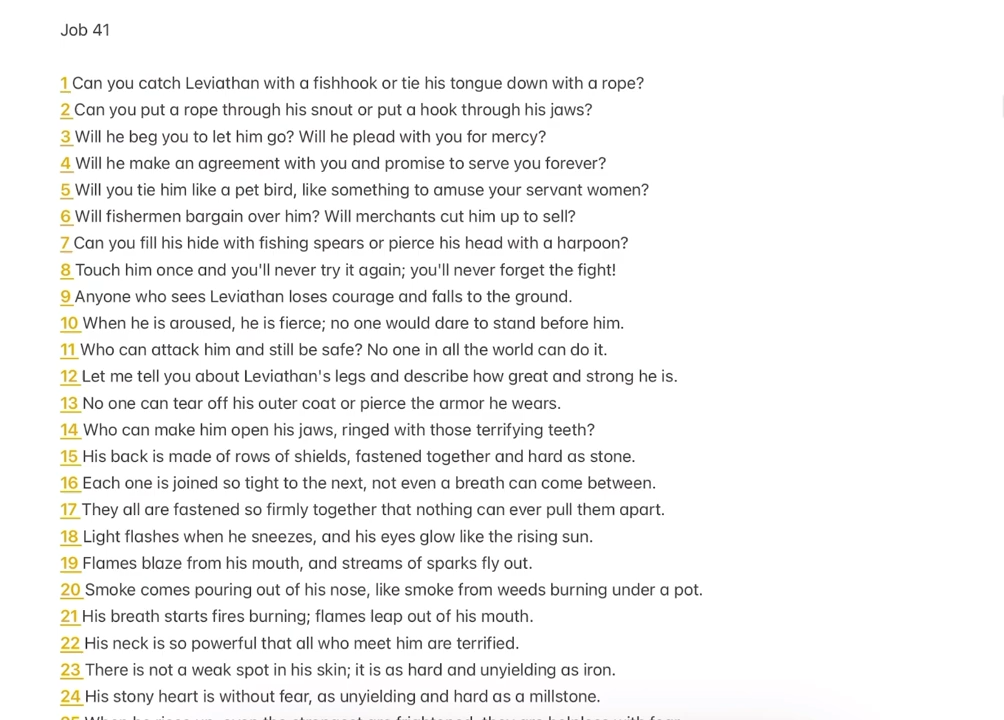 Job 41
1 Can you catch Leviathan with a fishhook or tie his tongue down with a rope?
2 Can you put a rope through his snout or put a hook through his jaws?
3 Will he beg you to let him go? Will he plead with you for mercy?
4 Will he make an agreement with you and promise to serve you forever?
5 Will you tie him like a pet bird, like something to amuse your servant women?
6 Will fishermen bargain over him? Will merchants cut him up to sell?
7 Can you fill his hide with fishing spears or pierce his head with a harpoon?
8 Touch him once and you'll never try it again; you'll never forget the fight!
9 Anyone who sees Leviathan loses courage and falls to the ground.
10 When he is aroused, he is fierce; no one would dare to stand before him.
11 Who can attack him and still be safe? No one in all the world can do it.
12 Let me tell you about Leviathan's legs and describe how great and strong he is.
13 No one can tear off his outer coat or pierce the armor he wears.
14 Who can make him open his jaws, ringed with those terrifying teeth?
15 His back is made of rows of shields, fastened together and hard as stone.
16 Each one is joined so tight to the next, not even a breath can come between.
17 They all are fastened so firmly together that nothing can ever pull them apart.
18 Light flashes when he sneezes, and his eyes glow like the rising sun.
19 Flames blaze from his mouth, and streams of sparks fly out.
20 Smoke comes pouring out of his nose, like smoke from weeds burning under a pot.
21 His breath starts fires burning; flames leap out of his mouth.
22 His neck is so powerful that all who meet him are terrified.
23 There is not a weak spot in his skin; it is as hard and unyielding as iron.
24 His stony heart is without fear, as unyielding and hard as a millstone.